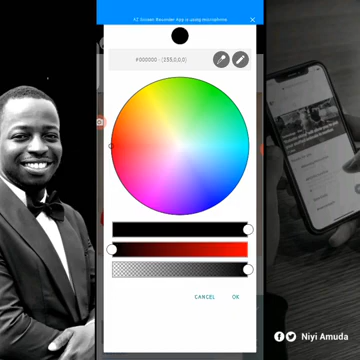 AZ Screen Recorder App is using microphone
#000000 - (255,0,0,0)
CANCEL
OK
Niyi Amuda